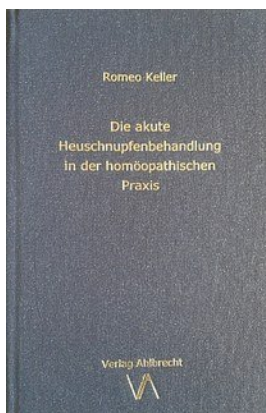 Romeo Keller
Die akute
Heuschnupfenbehandlung
in der homöopathischen
Praxis
Verlag Ahlbrecht
VA